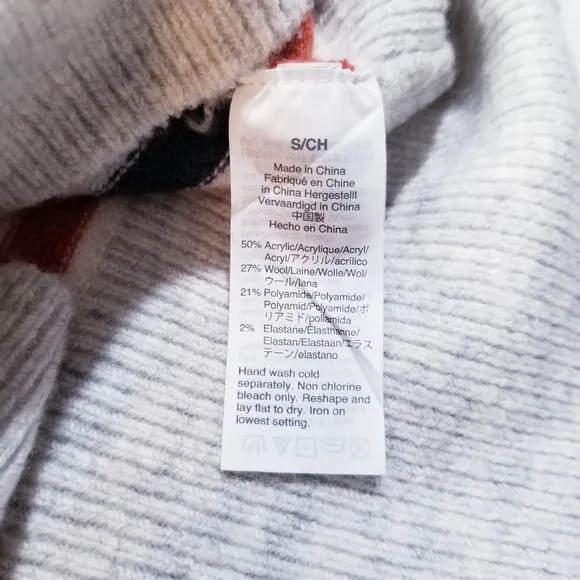 S/CH
Made in China
Fabriqué en Chine
in China Hergestellt
Vervaardigd in China
中国製
Hecho en China
50% Acrylic/Acrylique/Acryl/
Acryl/アクリル/acrílico
27% Wool/Laine/Wolle/Wol/
ウール/lana
21% Polyamide/Polyamide/
Polyamid/Polyamide/ポ
リアミド/poliamida
2% Elastane/Élasthanne/
Elastan/Elastaan/エラス
テーン/elastano
Hand wash cold
separately. Non chlorine
bleach only. Reshape and
lay flat to dry. Iron on
lowest setting.